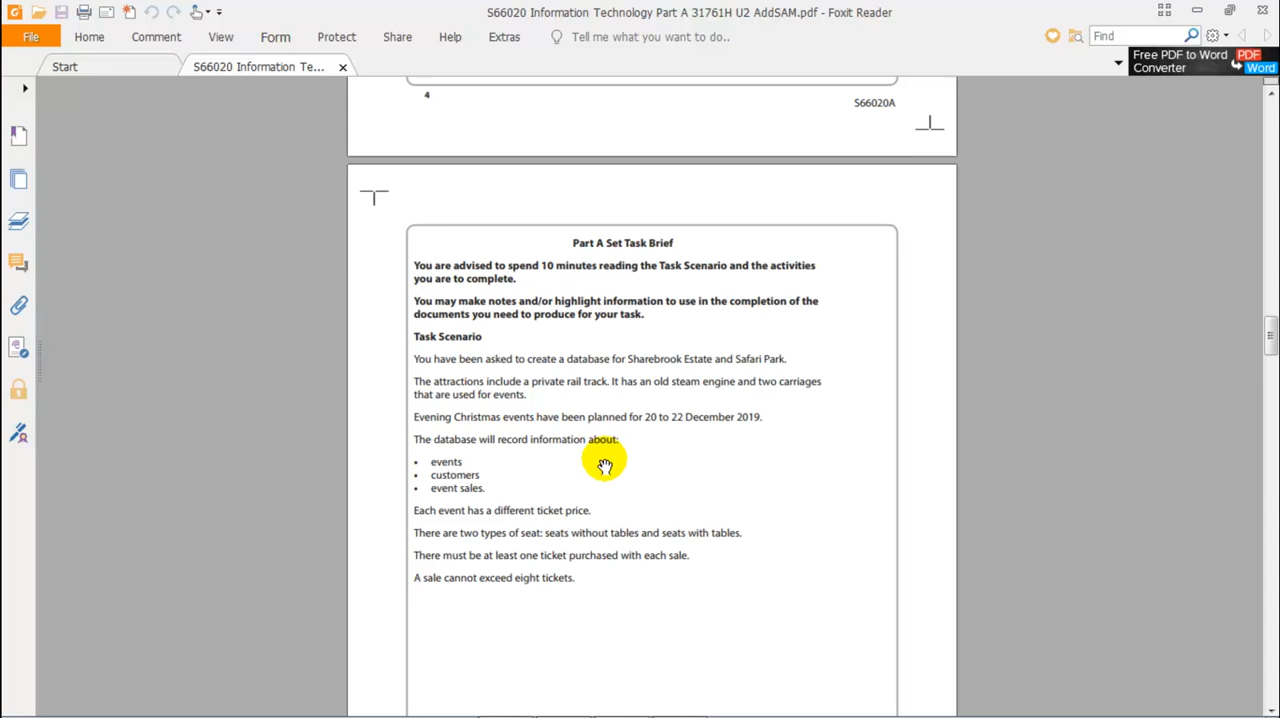 S66020 Information Technology Part A 31761H U2 AddSAM.pdf - Foxit Reader
File Home Comment View Form Protect Share Help Extras Tell me what you want to do.. Find
Start S66020 Information Te... Free PDF to Word Converter PDF Word
4
S66020A
Part A Set Task Brief
You are advised to spend 10 minutes reading the Task Scenario and the activities
you are to complete.
You may make notes and/or highlight information to use in the completion of the
documents you need to produce for your task.
Task Scenario
You have been asked to create a database for Sharebrook Estate and Safari Park.
The attractions include a private rail track. It has an old steam engine and two carriages
that are used for events.
Evening Christmas events have been planned for 20 to 22 December 2019.
The database will record information about:
• events
• customers
• event sales.
Each event has a different ticket price.
There are two types of seat: seats without tables and seats with tables.
There must be at least one ticket purchased with each sale.
A sale cannot exceed eight tickets.